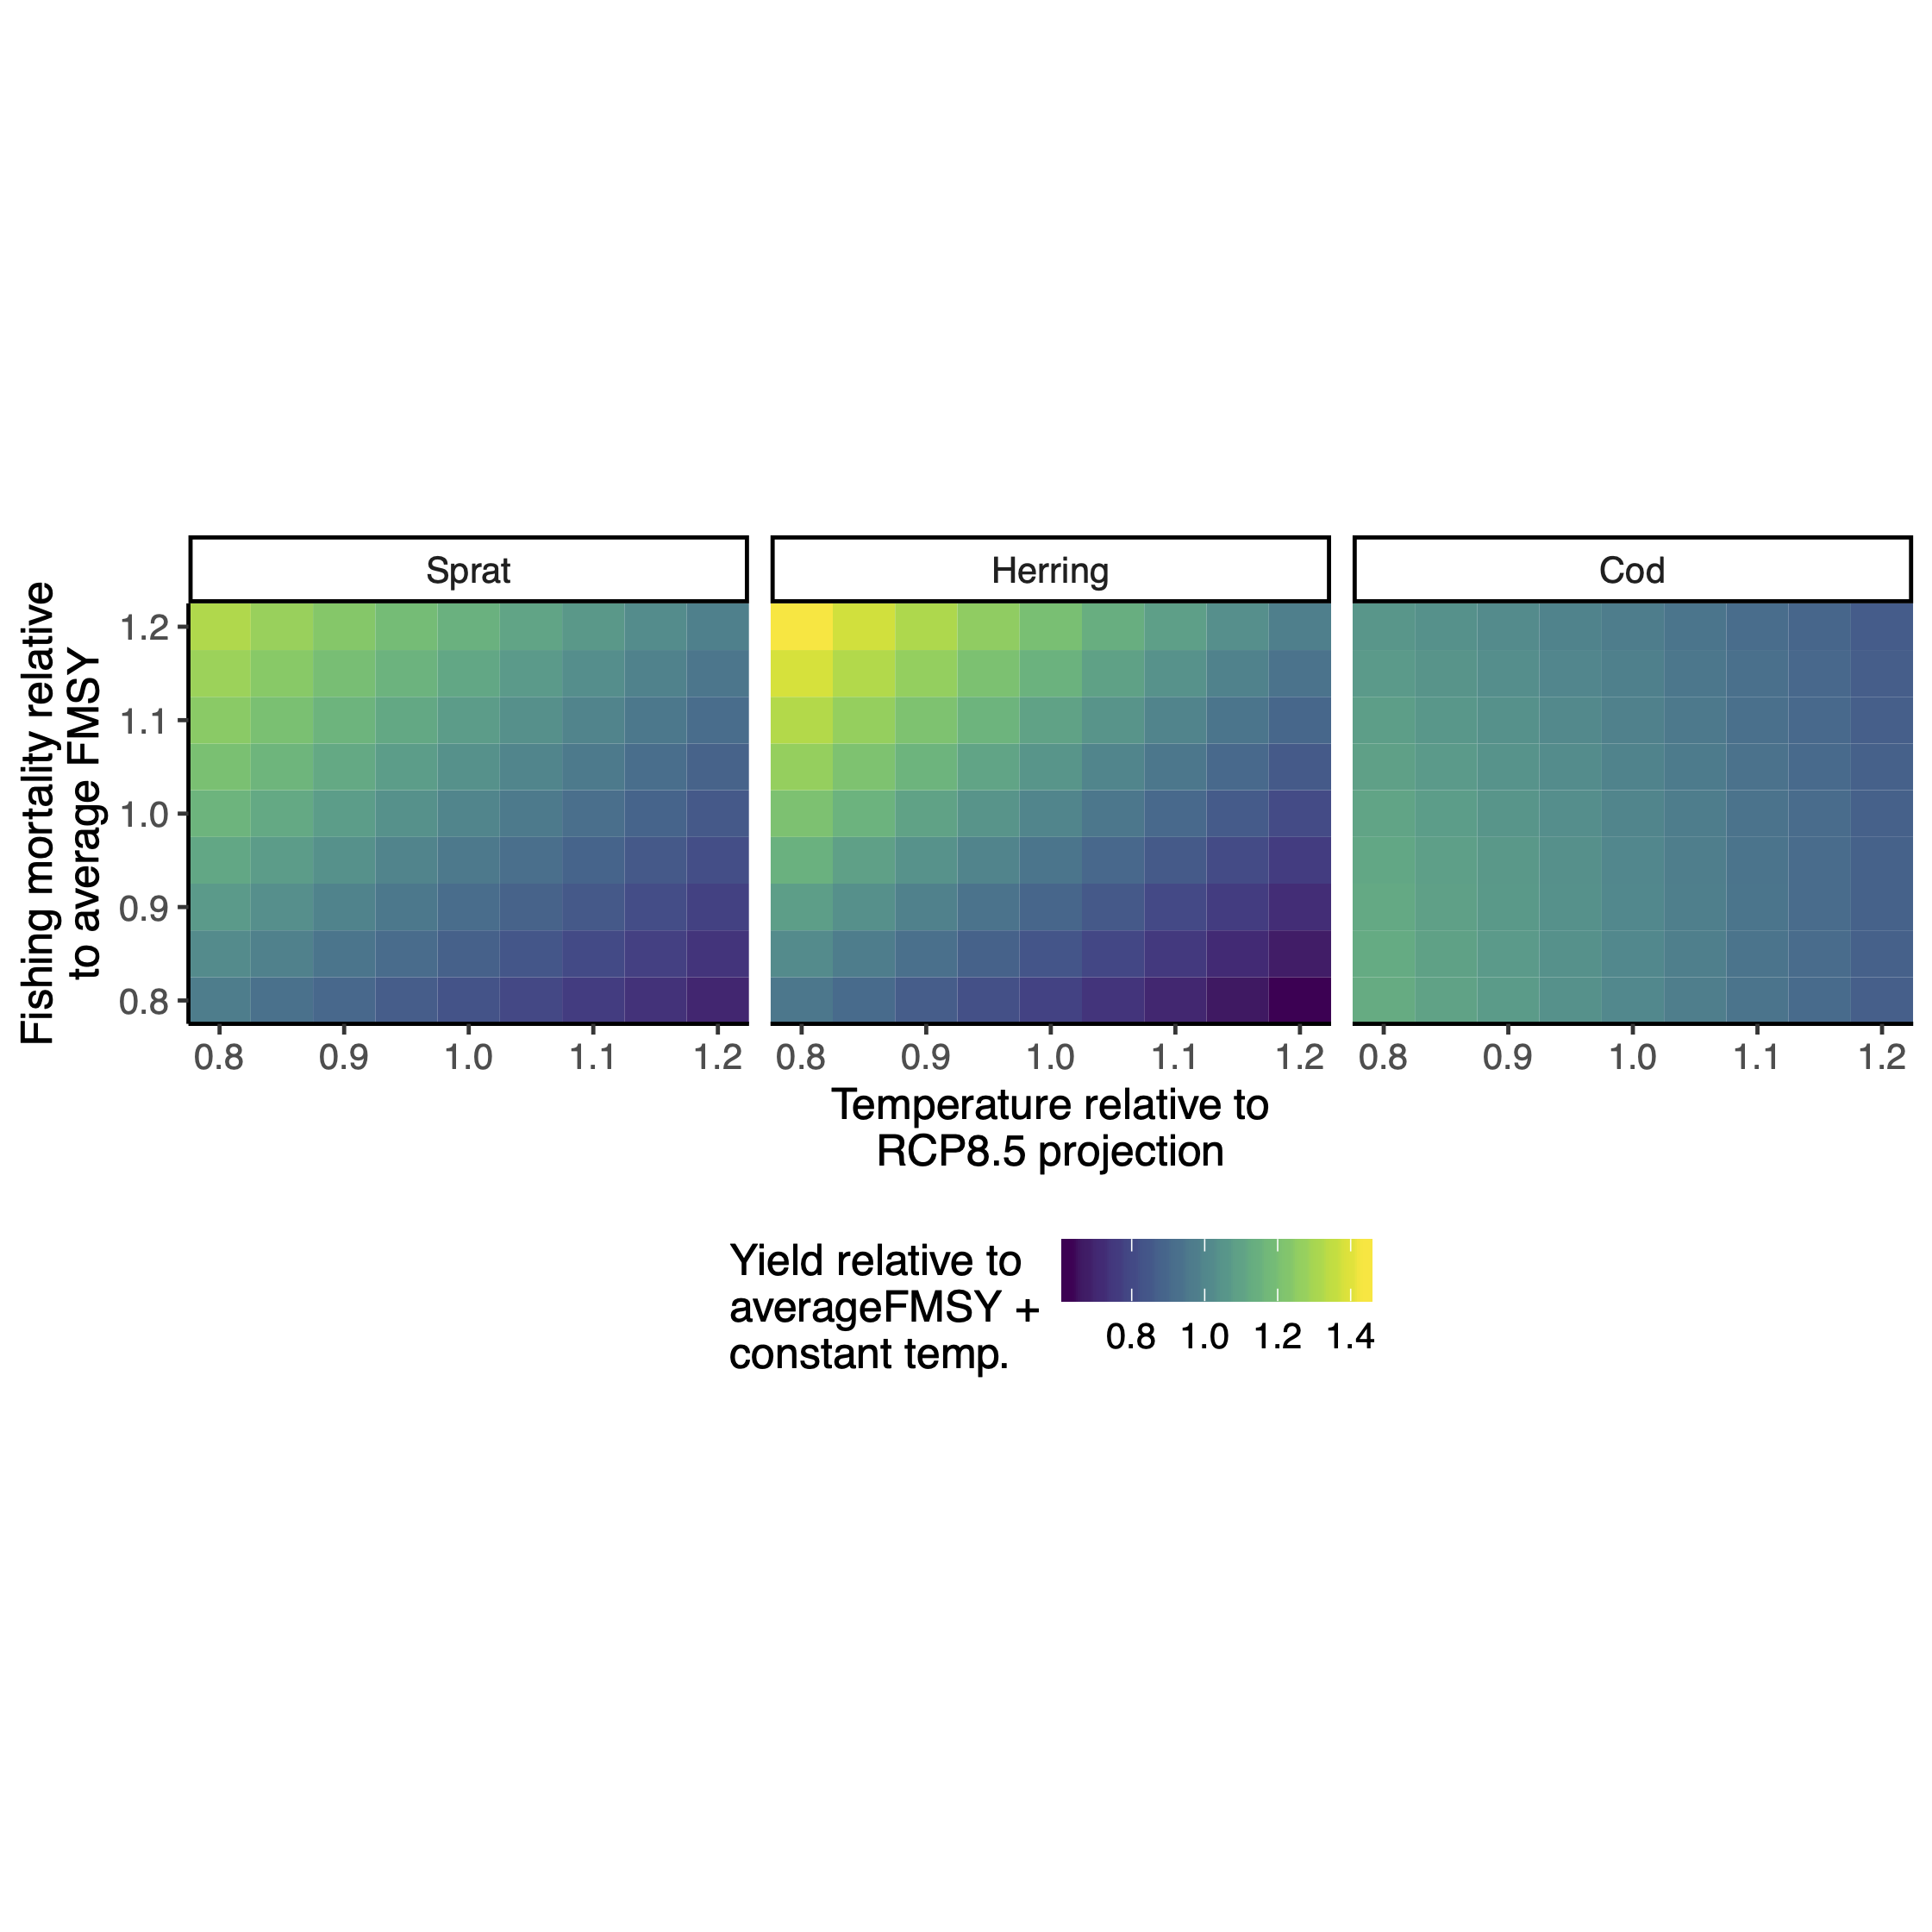 Sprat
Herring
Cod
Fishing mortality relative
to average FMSY
1.2
1.1
1.0
0.9
0.8
0.8 0.9 1.0 1.1 1.2
0.8 0.9 1.0 1.1 1.2
0.8 0.9 1.0 1.1 1.2
Temperature relative to
RCP8.5 projection
Yield relative to
averageFMSY +
constant temp.
0.8 1.0 1.2 1.4